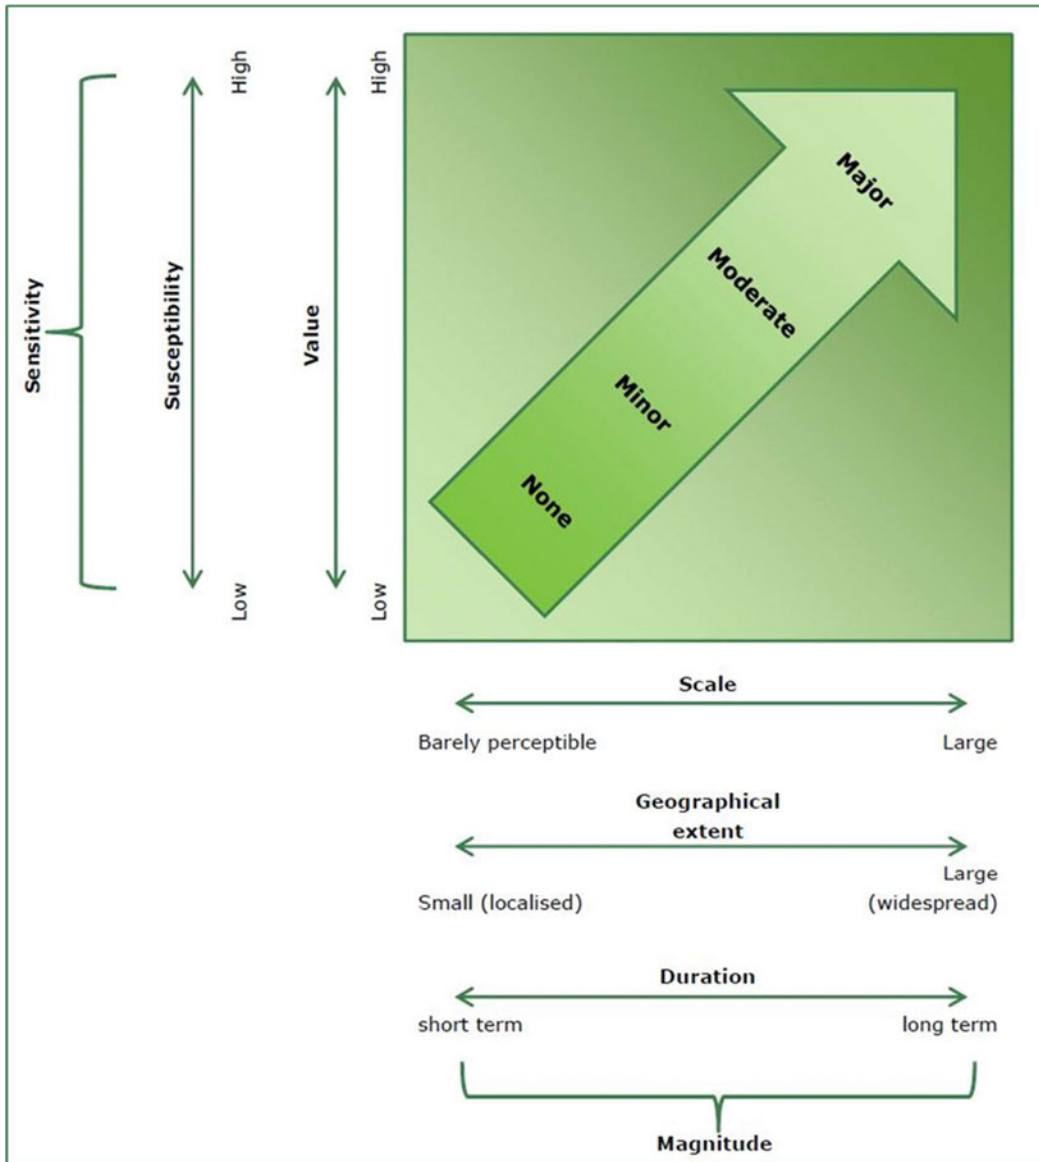 Sensitivity
Susceptibility
High
Low
Value
High
Low
Major
Moderate
Minor
None
Scale
Barely perceptible
Large
Geographical
extent
Small (localised)
Large
(widespread)
Duration
short term
long term
Magnitude